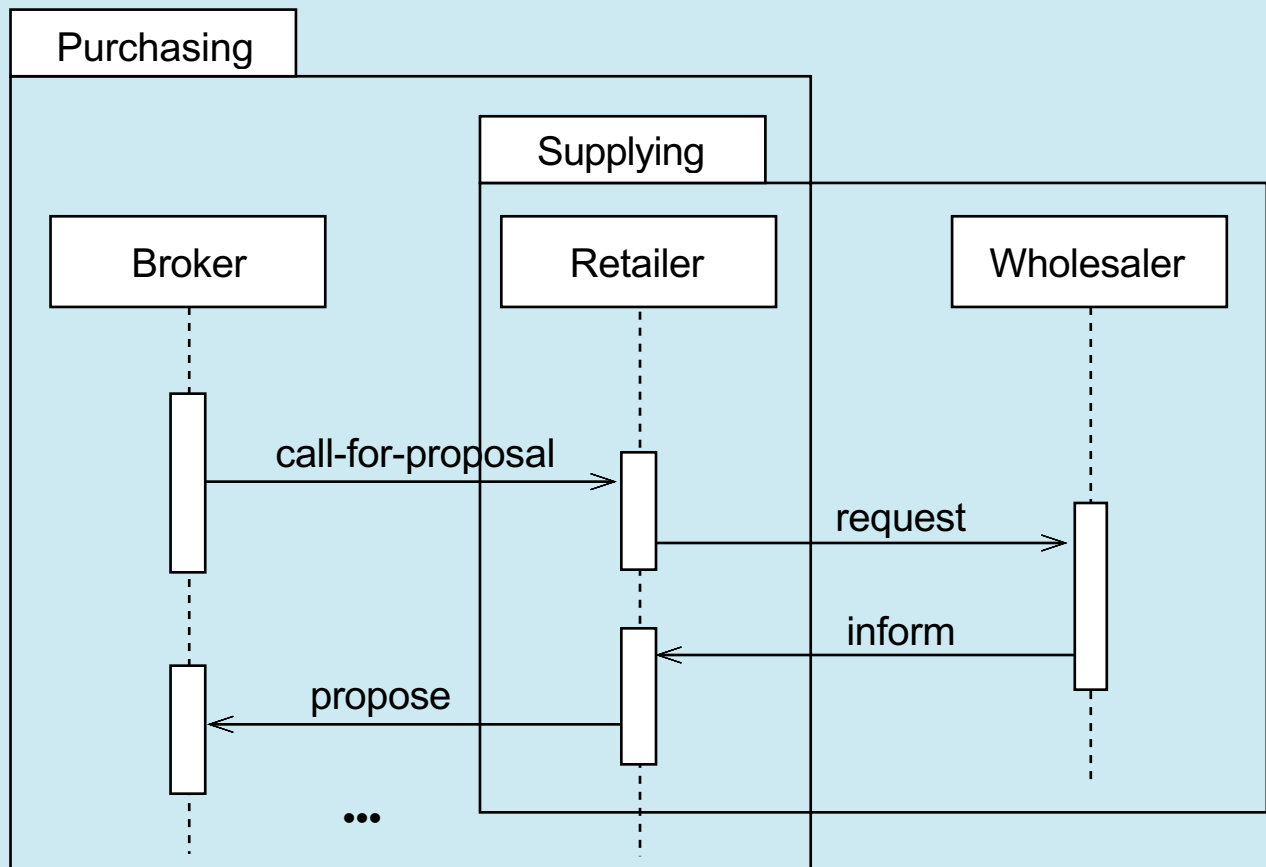 Purchasing
Supplying
Broker
Retailer
Wholesaler
call-for-proposal
request
inform
propose
•••